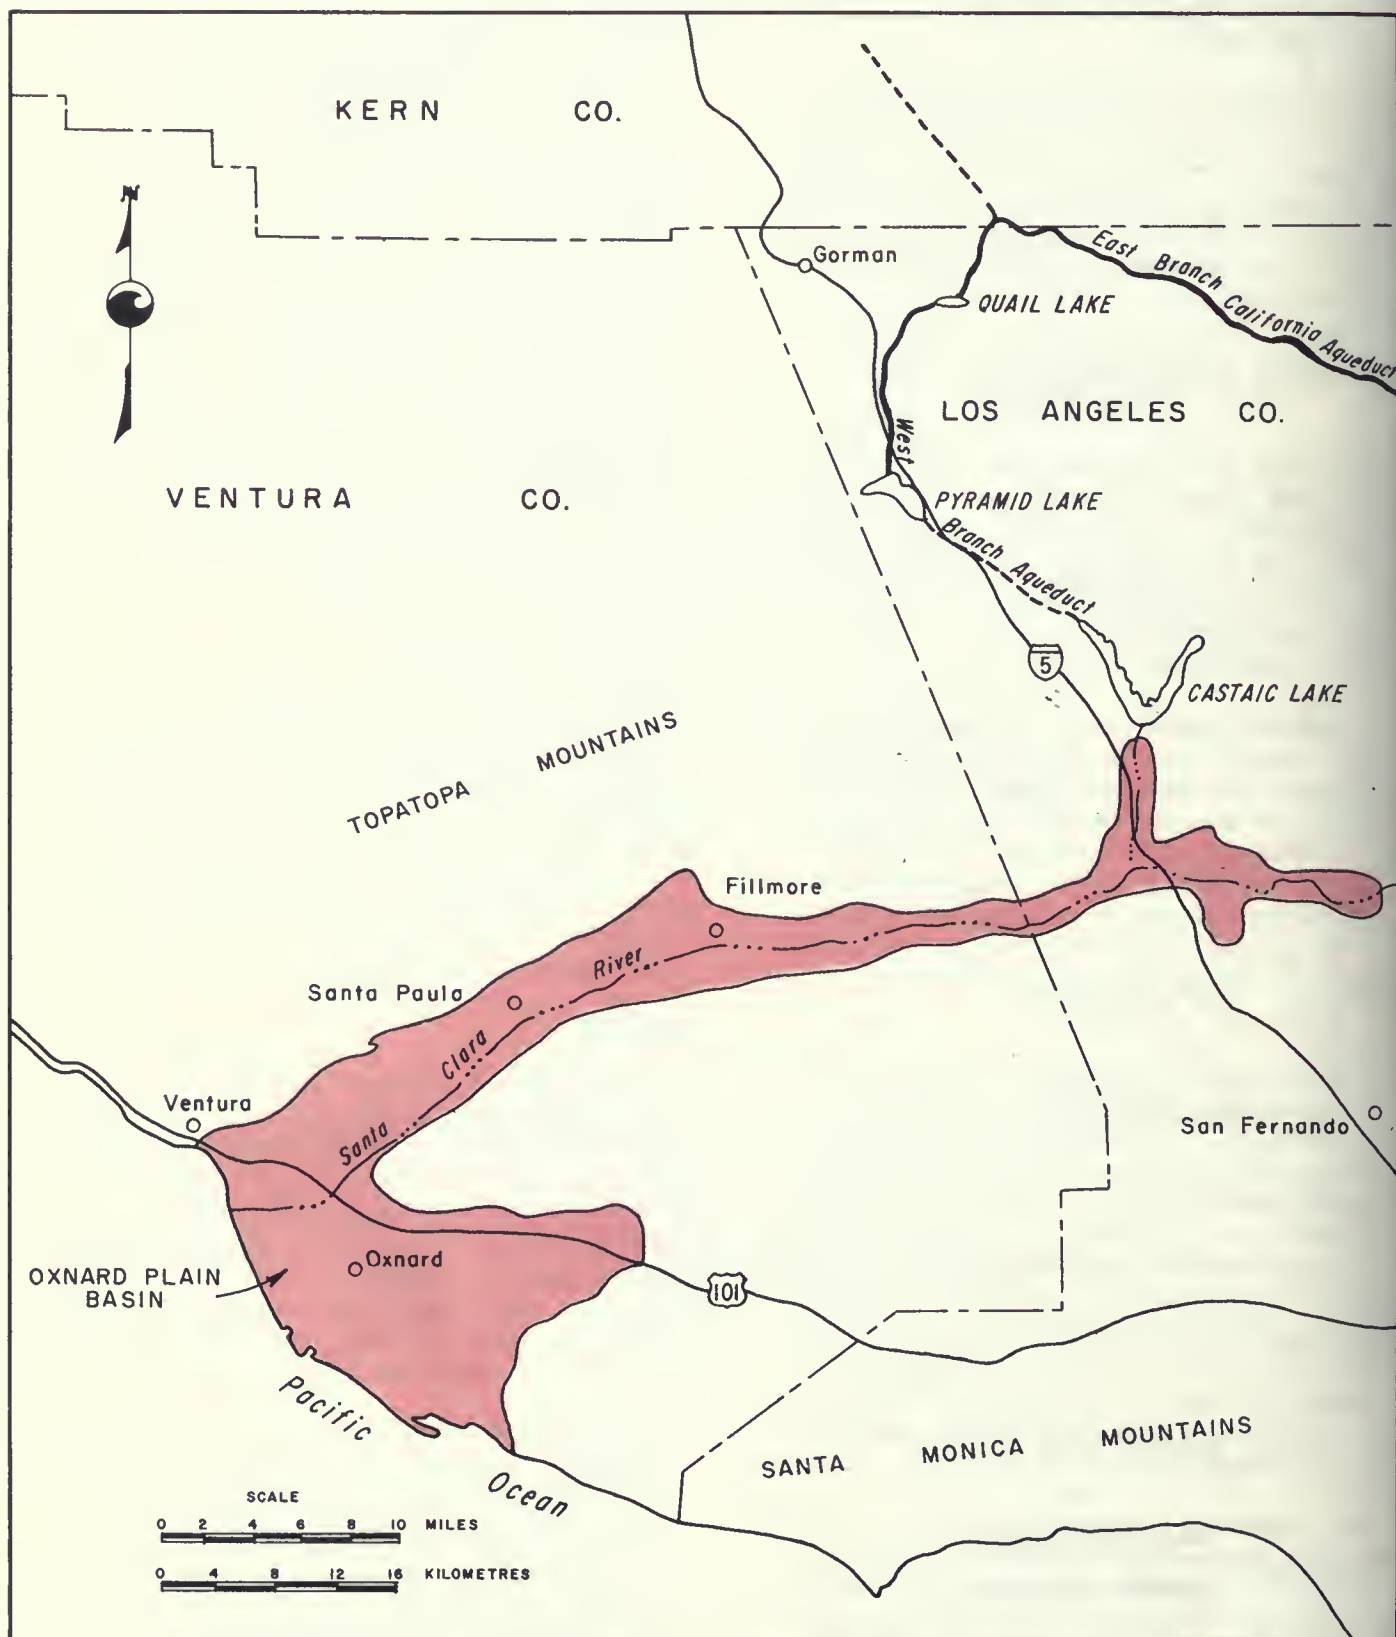 KERN CO.
N
Gorman
East Branch California Aqueduct
QUAIL LAKE
LOS ANGELES CO.
West
VENTURA CO.
PYRAMID LAKE
Branch Aqueduct
5
CASTAIC LAKE
TOPATOPA MOUNTAINS
Fillmore
Santa Paula
Santa Clara River
Ventura
San Fernando
Oxnard
OXNARD PLAIN
BASIN
101
Pacific Ocean
SANTA MONICA MOUNTAINS
SCALE
0 2 4 6 8 10 MILES
0 4 8 12 16 KILOMETRES